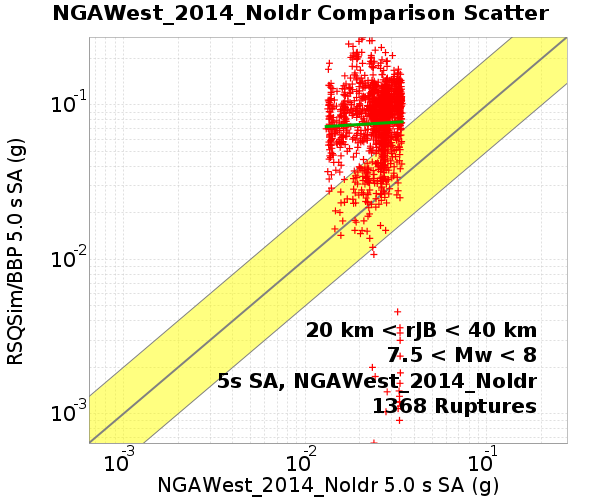 NGAWest_2014_NoIdr Comparison Scatter
RSQSim/BBP 5.0 s SA (g)
10-1
10-2
10-3
20 km < rJB < 40 km
7.5 < Mw < 8
5s SA, NGAWest_2014_NoIdr
1368 Ruptures
10-3 10-2 10-1
NGAWest_2014_NoIdr 5.0 s SA (g)